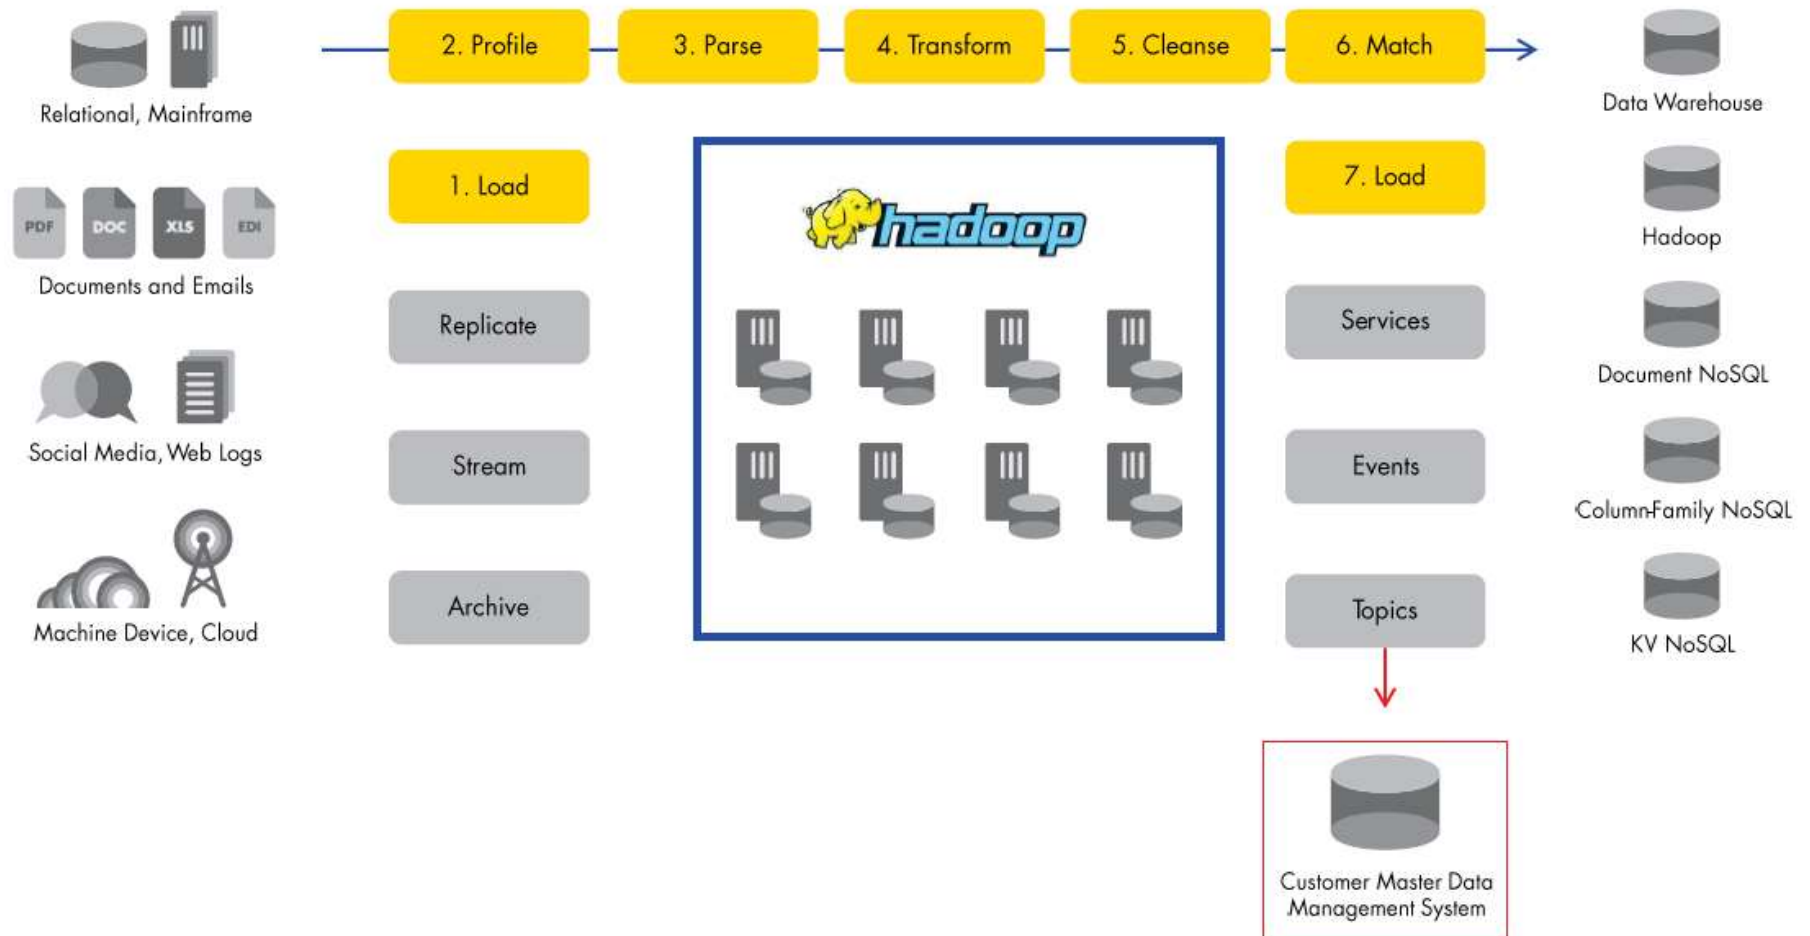 2. Profile
3. Parse
4. Transform
5. Cleanse
6. Match
Relational, Mainframe
Data Warehouse
1. Load
7. Load
hadoop
Hadoop
PDF
DOC
XLS
EDI
Documents and Emails
Replicate
Services
Document NoSQL
Social Media, Web Logs
Stream
Events
Column-Family NoSQL
Machine Device, Cloud
Archive
Topics
KV NoSQL
Customer Master Data
Management System